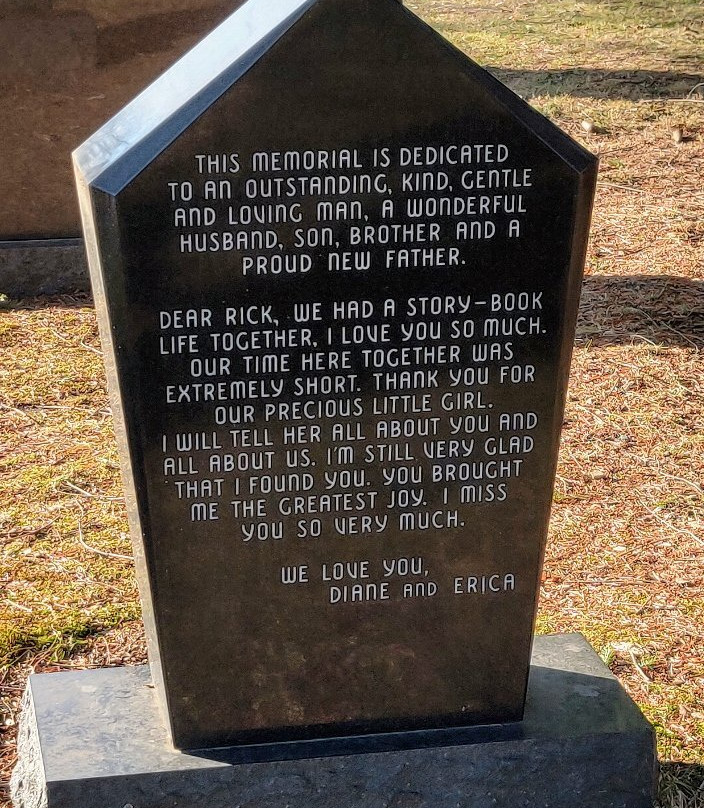 THIS MEMORIAL IS DEDICATED
TO AN OUTSTANDING, KIND, GENTLE
AND LOVING MAN, A WONDERFUL
HUSBAND, SON, BROTHER AND A
PROUD NEW FATHER.
DEAR RICK, WE HAD A STORY-BOOK
LIFE TOGETHER, I LOVE YOU SO MUCH.
OUR TIME HERE TOGETHER WAS
EXTREMELY SHORT. THANK YOU FOR
OUR PRECIOUS LITTLE GIRL.
I WILL TELL HER ALL ABOUT YOU AND
ALL ABOUT US. I'M STILL VERY GLAD
THAT I FOUND YOU. YOU BROUGHT
ME THE GREATEST JOY. I MISS
YOU SO VERY MUCH.
WE LOVE YOU,
DIANE AND ERICA